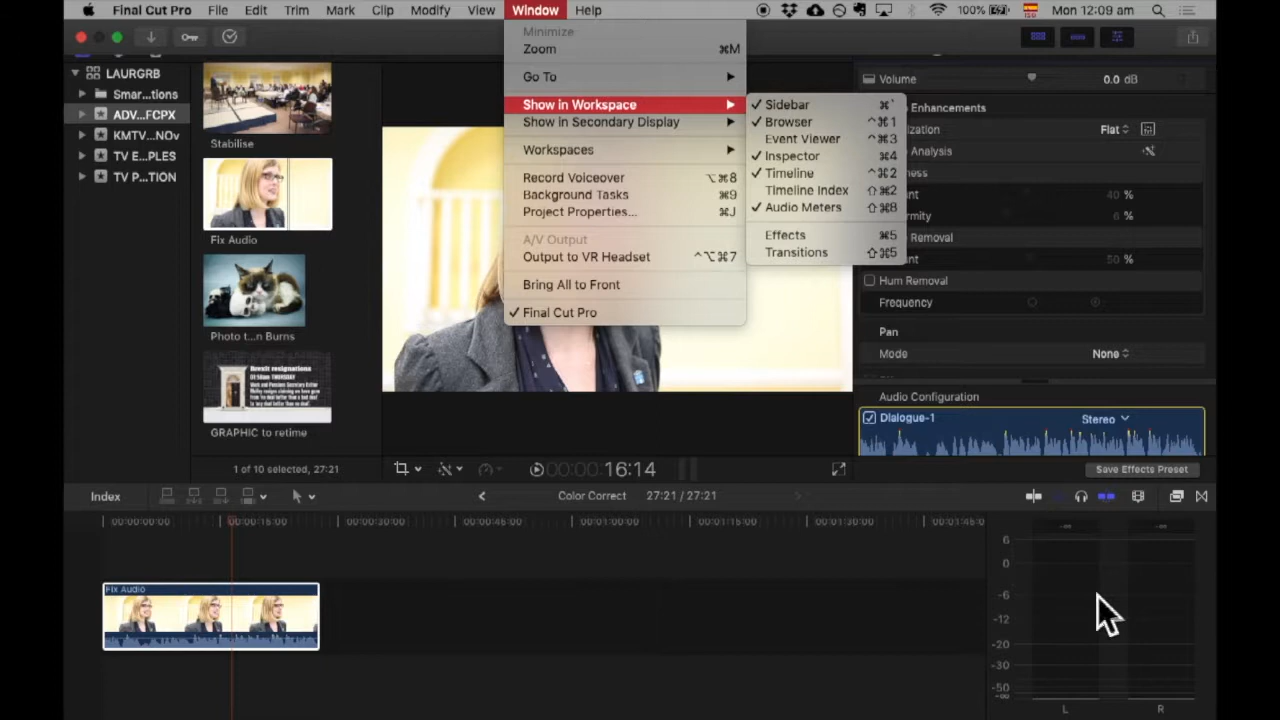 Final Cut Pro File Edit Trim Mark Clip Modify View Window Help 100% ISO Mon 12:09 am
LAURGRB
Smar...tions
ADV...FCPX
KMTV...NOv
TV E...PLES
TV P...TION
Stabilise
Fix Audio
Photo t...n Burns
Brexit resignations
GRAPHIC to retime
1 of 10 selected, 27:21
Minimize
Zoom ⌘M
Go To
Show in Workspace
Show in Secondary Display
Workspaces
Record Voiceover ⌥⌘8
Background Tasks ⌘9
Project Properties... ⌘J
A/V Output
Output to VR Headset ^⌥⌘7
Bring All to Front
✓ Final Cut Pro
✓ Sidebar ⌘`
✓ Browser ^⌘1
Event Viewer ^⌘3
✓ Inspector ⌘4
✓ Timeline ^⌘2
Timeline Index ⇧⌘2
✓ Audio Meters ⇧⌘8
Effects ⌘5
Transitions ⇧⌘5
Volume 0.0 dB
Enhancements
ization Flat
Analysis
ness
nt 40 %
rmity 6 %
Removal
nt 50 %
Hum Removal
Frequency
Pan
Mode None
Audio Configuration
Dialogue-1 Stereo
Save Effects Preset
00:00:00:16:14
Index
Color Correct 27:21 / 27:21
00:00:00:00 00:00:15:00 00:00:30:00 00:00:45:00 00:01:00:00 00:01:15:00 00:01:30:00 00:01:45:0
Fix Audio
-∞ -∞
6
0
-6
-12
-20
-30
-50
-∞
L R